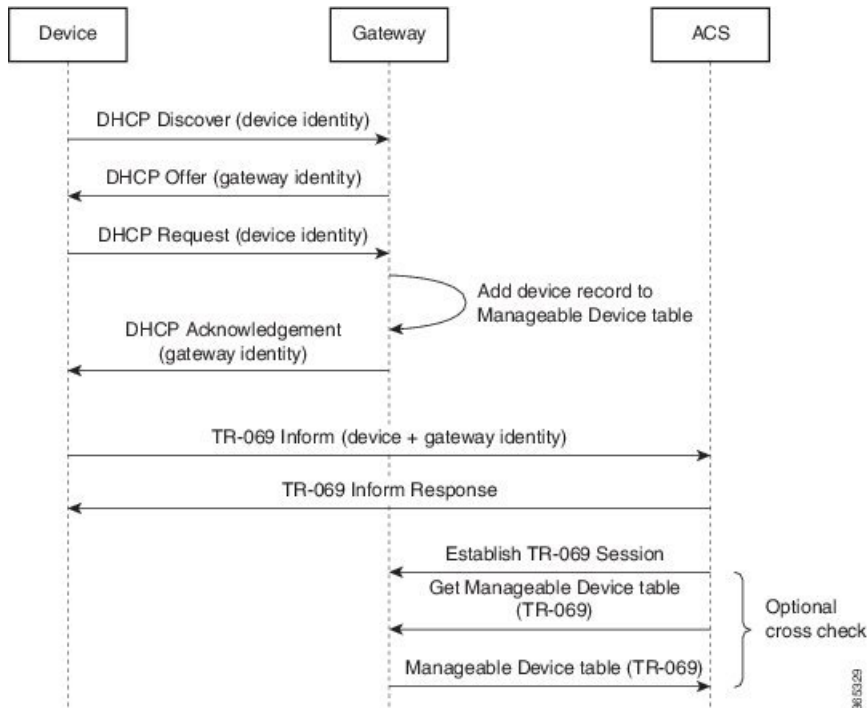 Device
Gateway
ACS
DHCP Discover (device identity)
DHCP Offer (gateway identity)
DHCP Request (device identity)
Add device record to
Manageable Device table
DHCP Acknowledgement
(gateway identity)
TR-069 Inform (device + gateway identity)
TR-069 Inform Response
Establish TR-069 Session
Get Manageable Device table
(TR-069)
Optional
cross check
Manageable Device table (TR-069)
365329